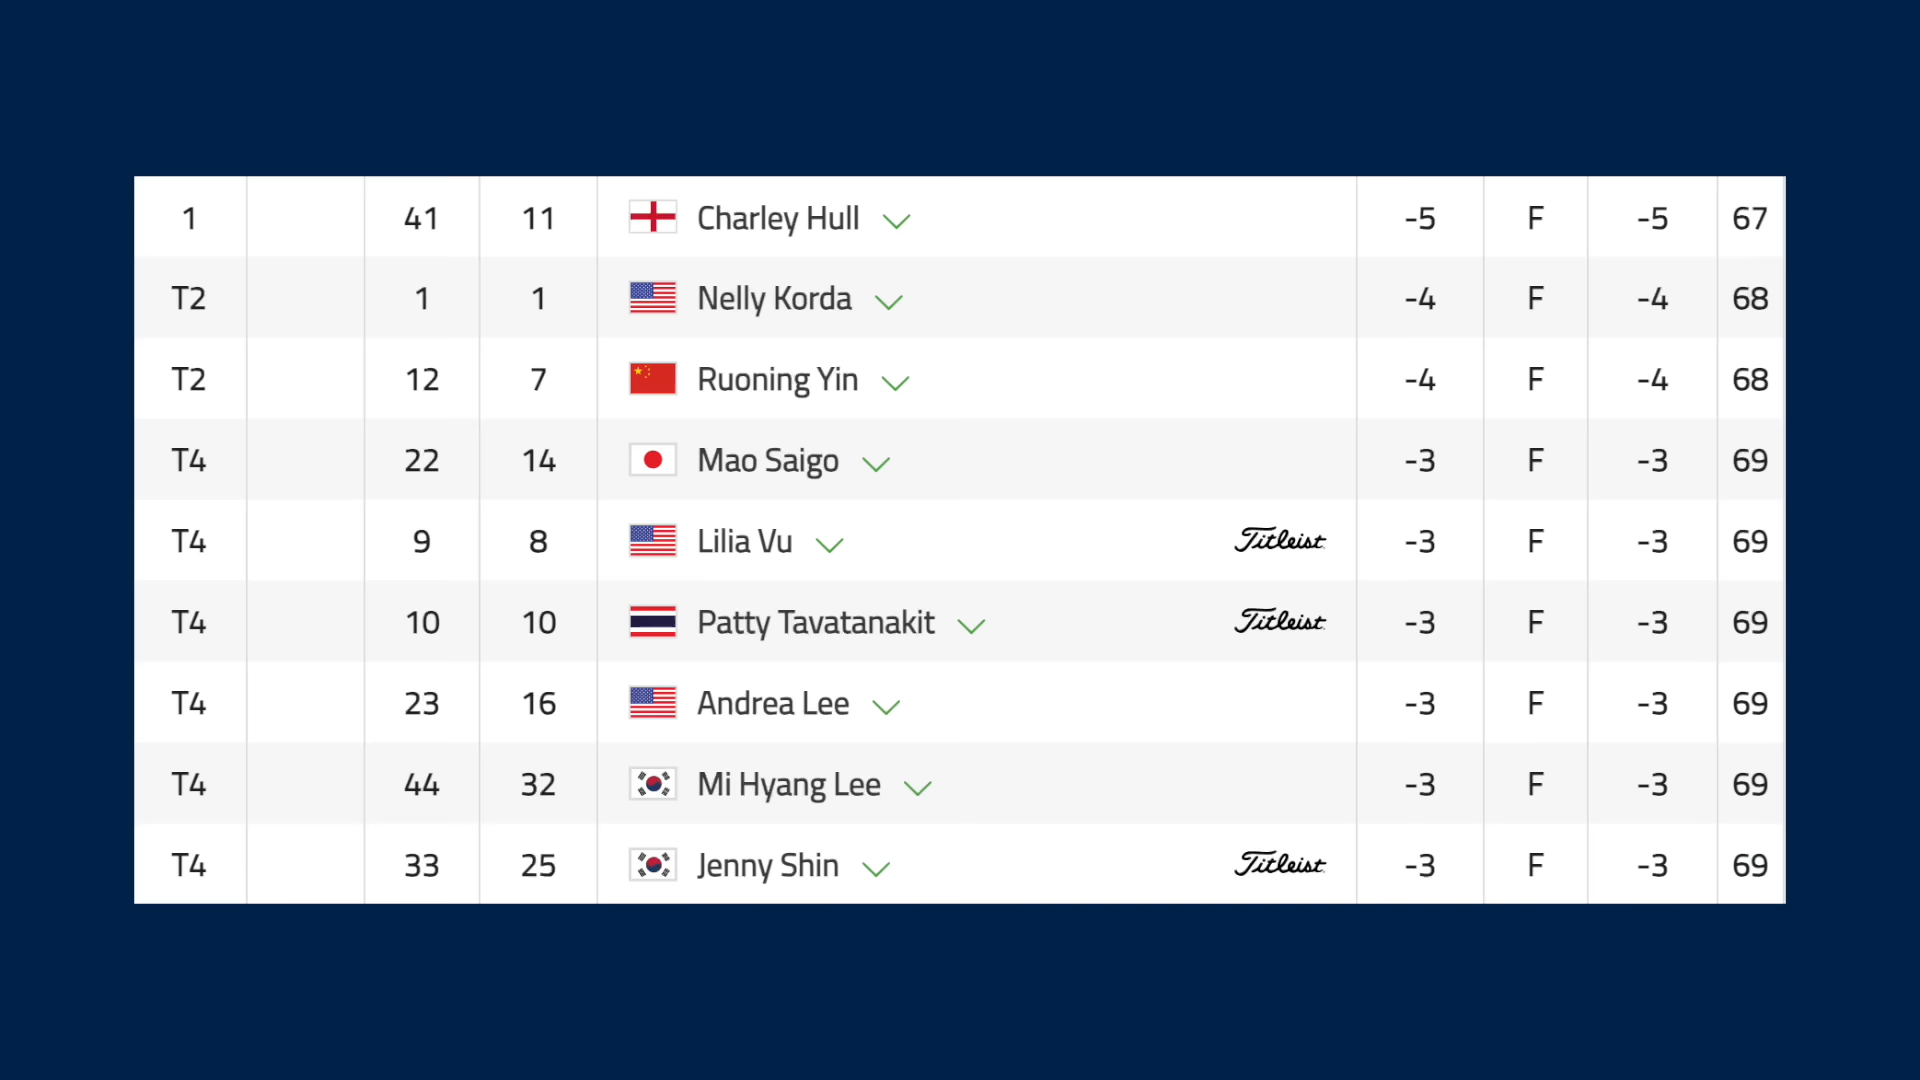 1 41 11 Charley Hull -5 F -5 67
T2 1 1 Nelly Korda -4 F -4 68
T2 12 7 Ruoning Yin -4 F -4 68
T4 22 14 Mao Saigo -3 F -3 69
T4 9 8 Lilia Vu Titleist -3 F -3 69
T4 10 10 Patty Tavatanakit Titleist -3 F -3 69
T4 23 16 Andrea Lee -3 F -3 69
T4 44 32 Mi Hyang Lee -3 F -3 69
T4 33 25 Jenny Shin Titleist -3 F -3 69